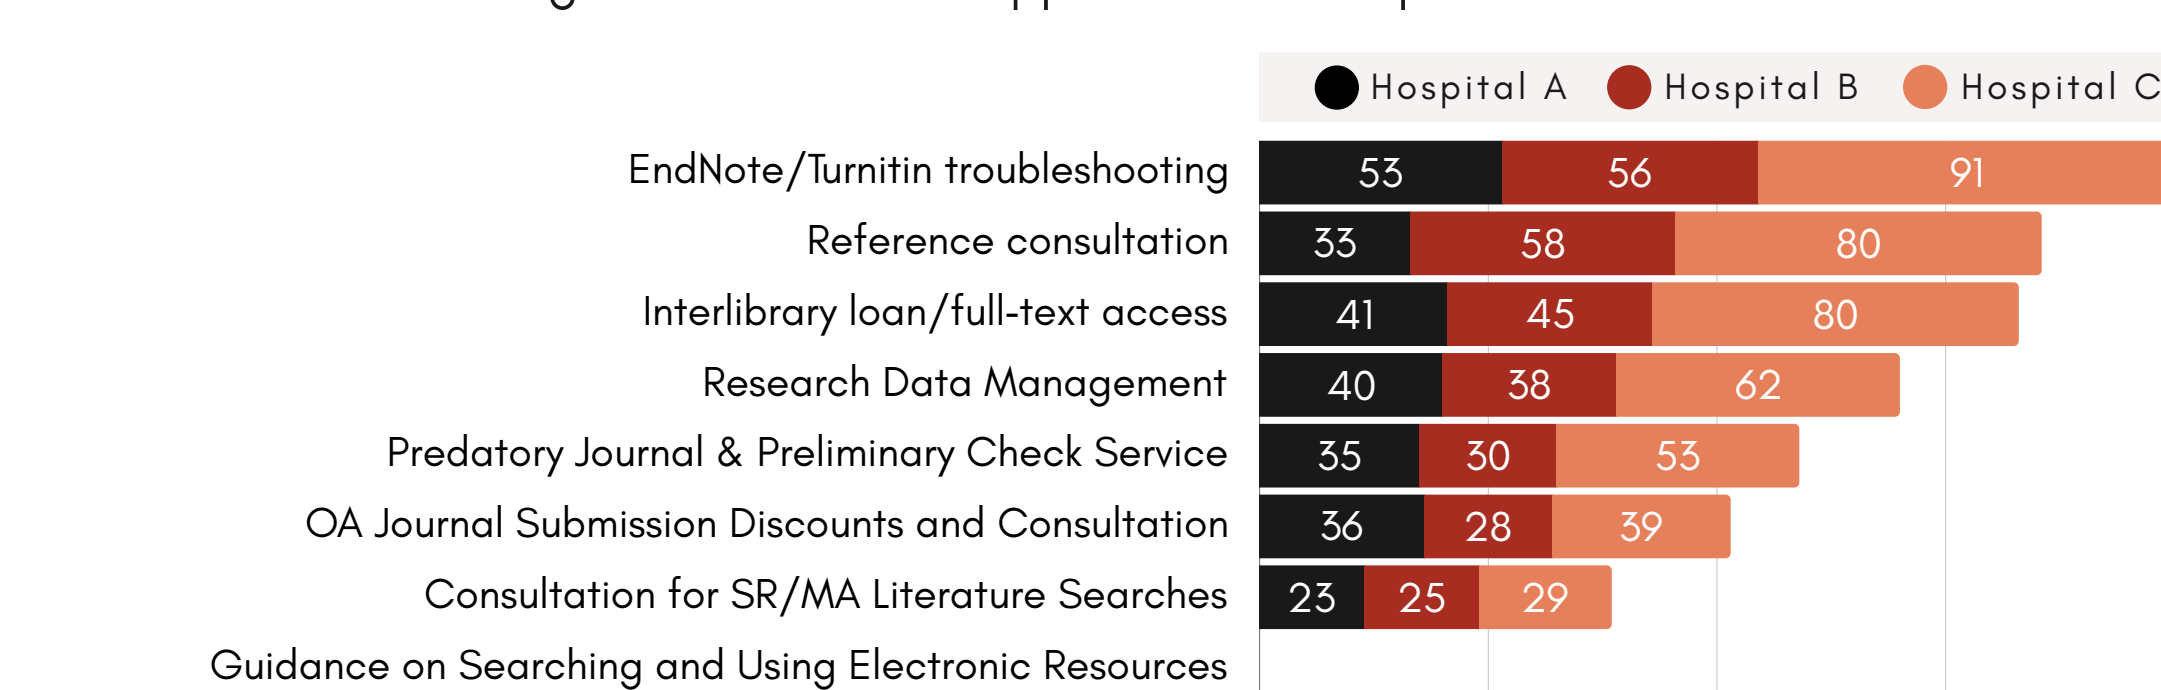 Hospital A Hospital B Hospital C
EndNote/Turnitin troubleshooting 53 56 91
Reference consultation 33 58 80
Interlibrary loan/full-text access 41 45 80
Research Data Management 40 38 62
Predatory Journal & Preliminary Check Service 35 30 53
OA Journal Submission Discounts and Consultation 36 28 39
Consultation for SR/MA Literature Searches 23 25 29
Guidance on Searching and Using Electronic Resources